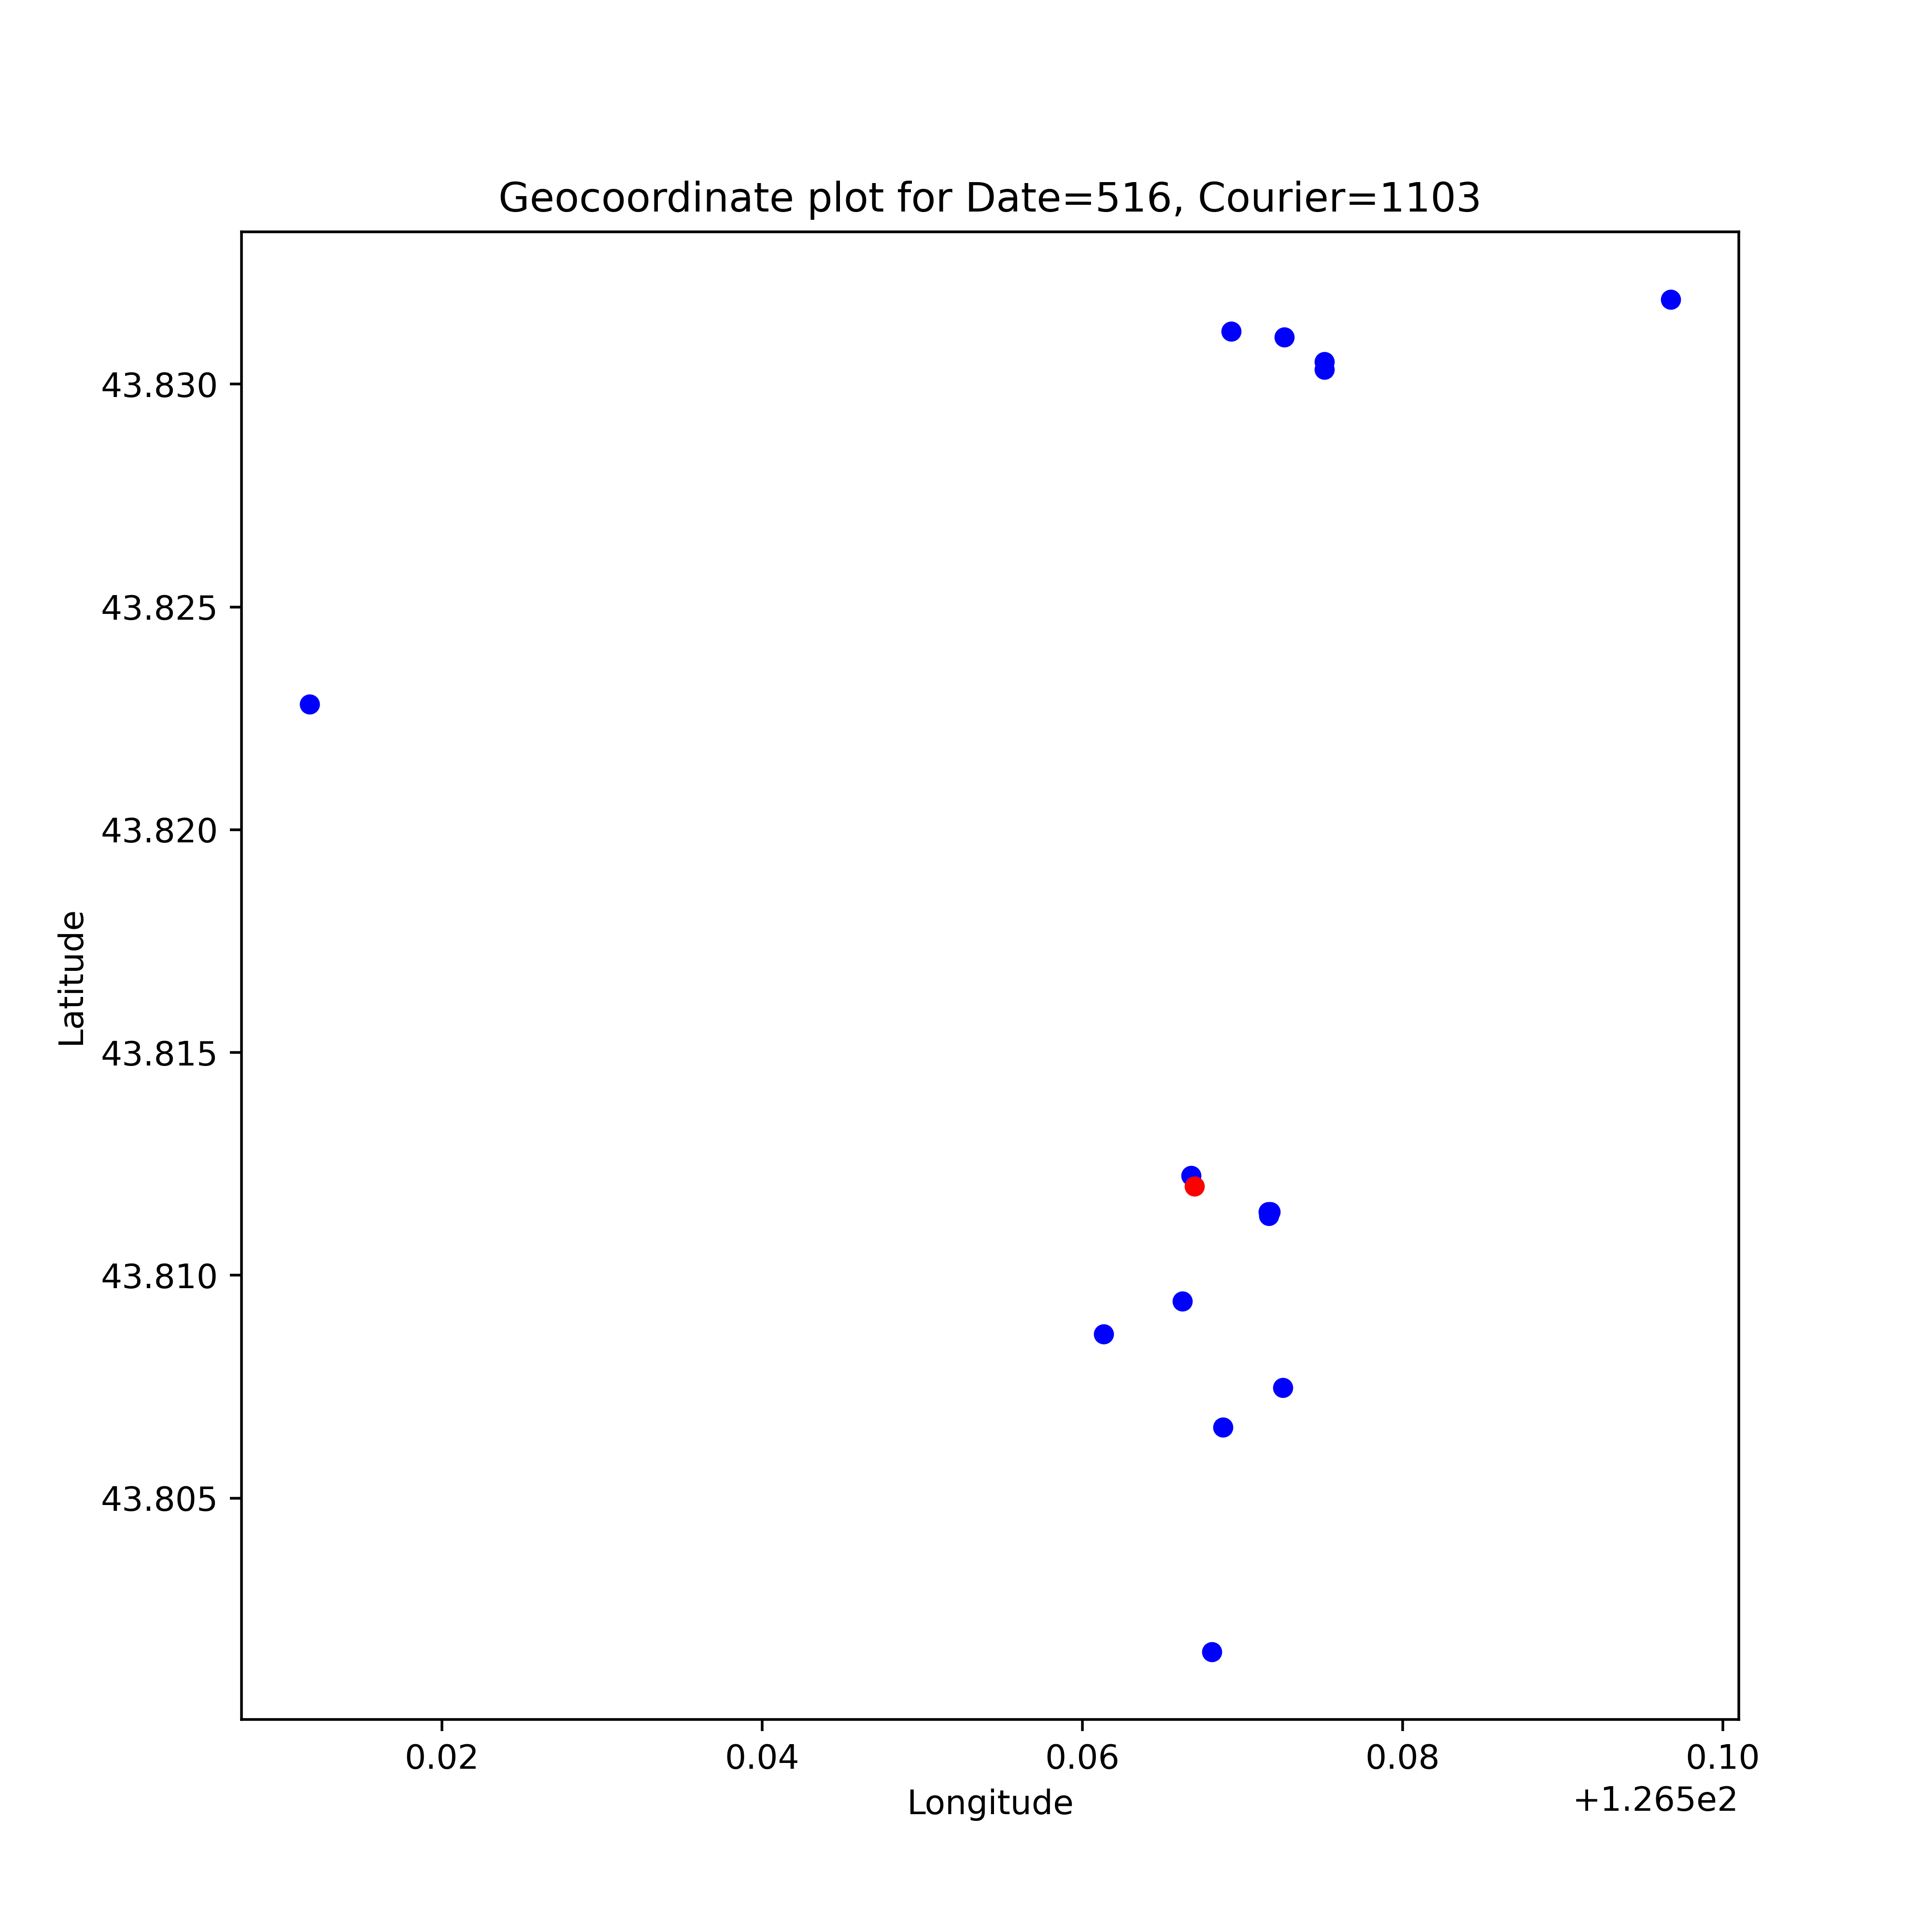 Geocoordinate plot for Date=516, Courier=1103
43.830
43.825
43.820
43.815
43.810
43.805
Latitude
0.02 0.04 0.06 0.08 0.10
Longitude
+1.265e2